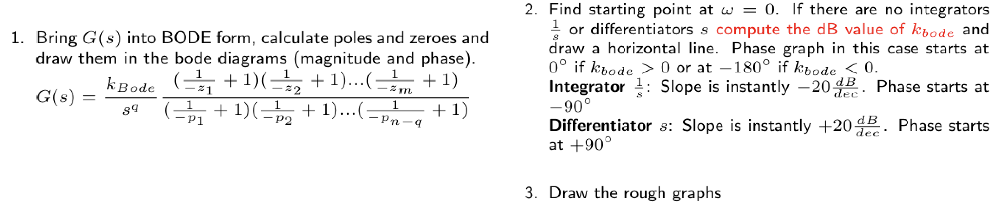 1. Bring G(s) into BODE form, calculate poles and zeroes and
draw them in the bode diagrams (magnitude and phase).
G(s) = \frac{k_{Bode}}{s^q} \frac{(\frac{1}{-z_1} + 1)(\frac{1}{-z_2} + 1)...(\frac{1}{-z_m} + 1)}{(\frac{1}{-p_1} + 1)(\frac{1}{-p_2} + 1)...(\frac{1}{-p_{n-q}} + 1)}
2. Find starting point at ω = 0. If there are no integrators
\frac{1}{s} or differentiators s compute the dB value of k_{bode} and
draw a horizontal line. Phase graph in this case starts at
0° if k_{bode} > 0 or at −180° if k_{bode} < 0.
Integrator \frac{1}{s}: Slope is instantly −20\frac{dB}{dec}. Phase starts at
−90°
Differentiator s: Slope is instantly +20\frac{dB}{dec}. Phase starts
at +90°
3. Draw the rough graphs